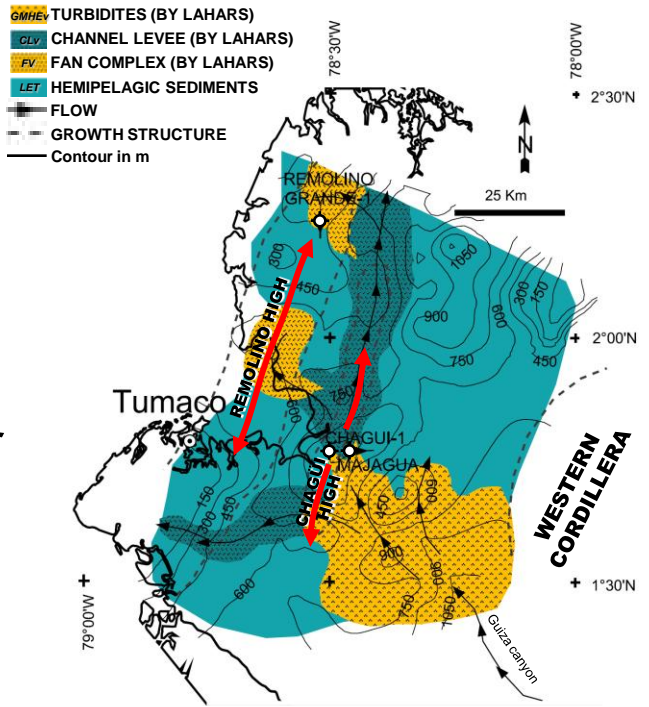 GMHEv TURBIDITES (BY LAHARS)
CLv CHANNEL LEVEE (BY LAHARS)
FV FAN COMPLEX (BY LAHARS)
LET HEMIPELAGIC SEDIMENTS
FLOW
GROWTH STRUCTURE
Contour in m
78°30'W
78°00'W
2°30'N
N
25 Km
REMOLINO
GRANDE-1
300
450
1050
900
600
300
150
750
450
2°00'N
REMOLINO HIGH
600
750
Tumaco
CHAGUI-1
MAJAGUA-1
CHAGUI
HIGH
WESTERN
CORDILLERA
150
300
450
450
600
900
600
900
750
1050
1°30'N
79°00'W
Guiza canyon